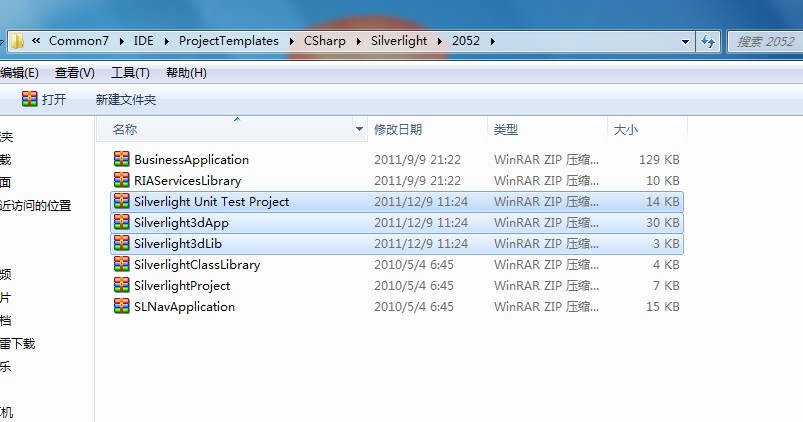 « Common7 ▸ IDE ▸ ProjectTemplates ▸ CSharp ▸ Silverlight ▸ 2052 ▸ 搜索 2052
编辑(E) 查看(V) 工具(T) 帮助(H)
打开 新建文件夹
名称 修改日期 类型 大小
夹
BusinessApplication 2011/9/9 21:22 WinRAR ZIP 压缩... 129 KB
载
RIAServicesLibrary 2011/9/9 21:22 WinRAR ZIP 压缩... 10 KB
面
Silverlight Unit Test Project 2011/12/9 11:24 WinRAR ZIP 压缩... 14 KB
近访问的位置
Silverlight3dApp 2011/12/9 11:24 WinRAR ZIP 压缩... 30 KB
Silverlight3dLib 2011/12/9 11:24 WinRAR ZIP 压缩... 3 KB
SilverlightClassLibrary 2010/5/4 6:45 WinRAR ZIP 压缩... 4 KB
频
SilverlightProject 2010/5/4 6:45 WinRAR ZIP 压缩... 7 KB
片
SLNavApplication 2010/5/4 6:45 WinRAR ZIP 压缩... 15 KB
档
雷下载
乐
机